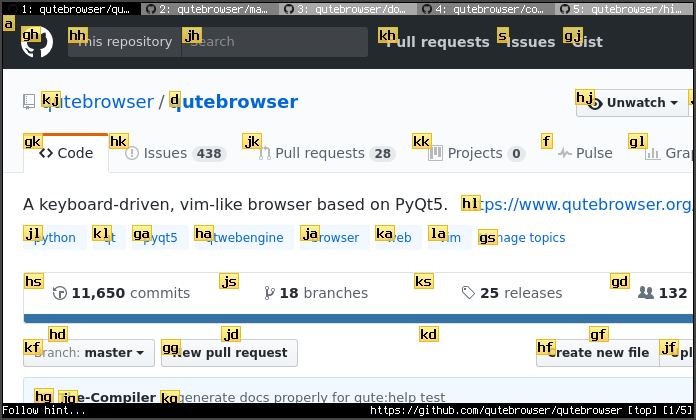 1: qutebrowser/qu… 2: qutebrowser/ma… 3: qutebrowser/do… 4: qutebrowser/co… 5: qutebrowser/hi…
a
gh hh This repository jh Search kh Pull requests s Issues gj Gist
kj qutebrowser / d qutebrowser hj Unwatch
gk Code hk Issues 438 jk Pull requests 28 kk Projects 0 f Pulse gl Grap
A keyboard-driven, vim-like browser based on PyQt5. hl https://www.qutebrowser.org/
jl python kl qt ga pyqt5 ha qtwebengine ja browser ka web la vim gs Manage topics
hs 11,650 commits js 18 branches ks 25 releases gd 132
hd jd kd gf
kf Branch: master gg New pull request hf Create new file jf Upl
hg jg e-Compiler kg generate docs properly for qute:help test
Follow hint... https://github.com/qutebrowser/qutebrowser [top] [1/5]